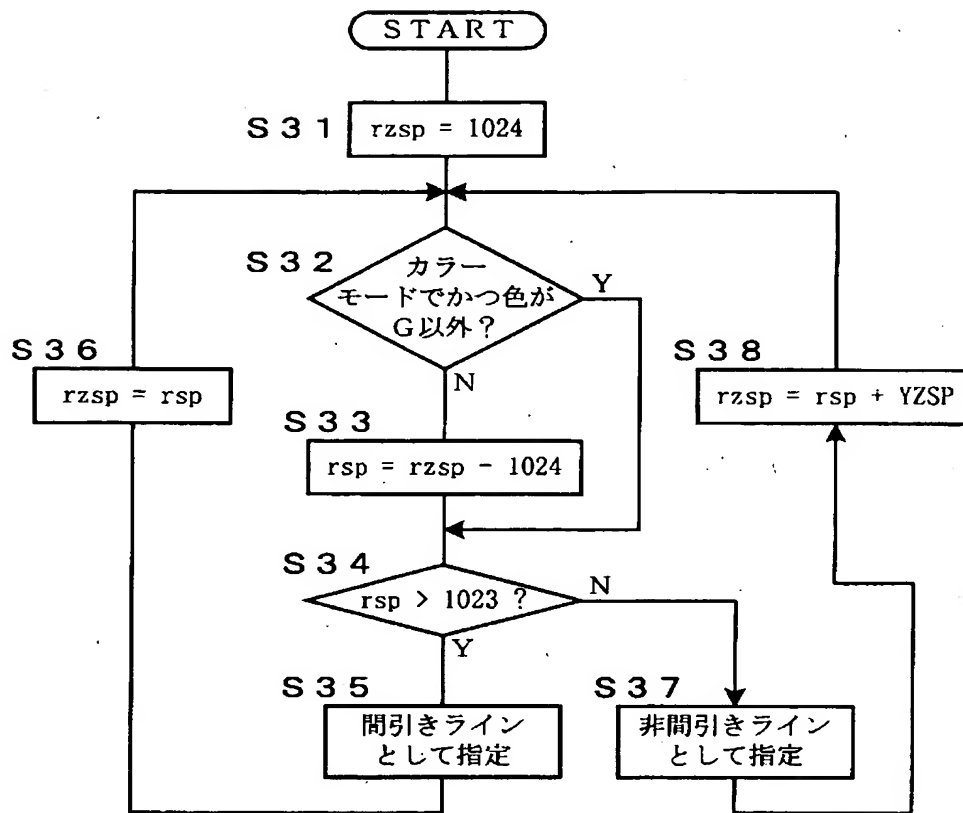 START
S31
rzsp = 1024
S32
カラー
モードでかつ色が
G以外？
Y
N
S36
rzsp = rsp
S38
rzsp = rsp + YZSP
S33
rsp = rzsp - 1024
S34
rsp > 1023 ?
N
Y
S35
間引きライン
として指定
S37
非間引きライン
として指定